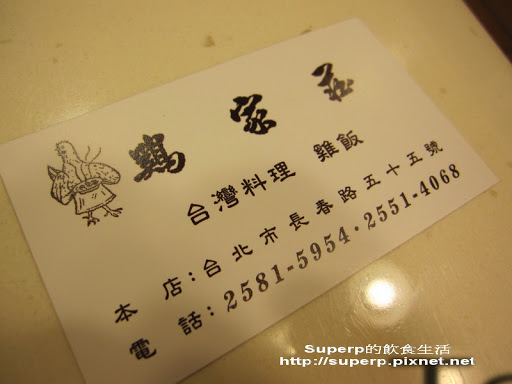 鷄家莊
台灣料理 雞飯
本店:台北市長春路五十五號
電話:2581-5954・2551-4068
Superp的飲食生活
http://superp.pixnet.net